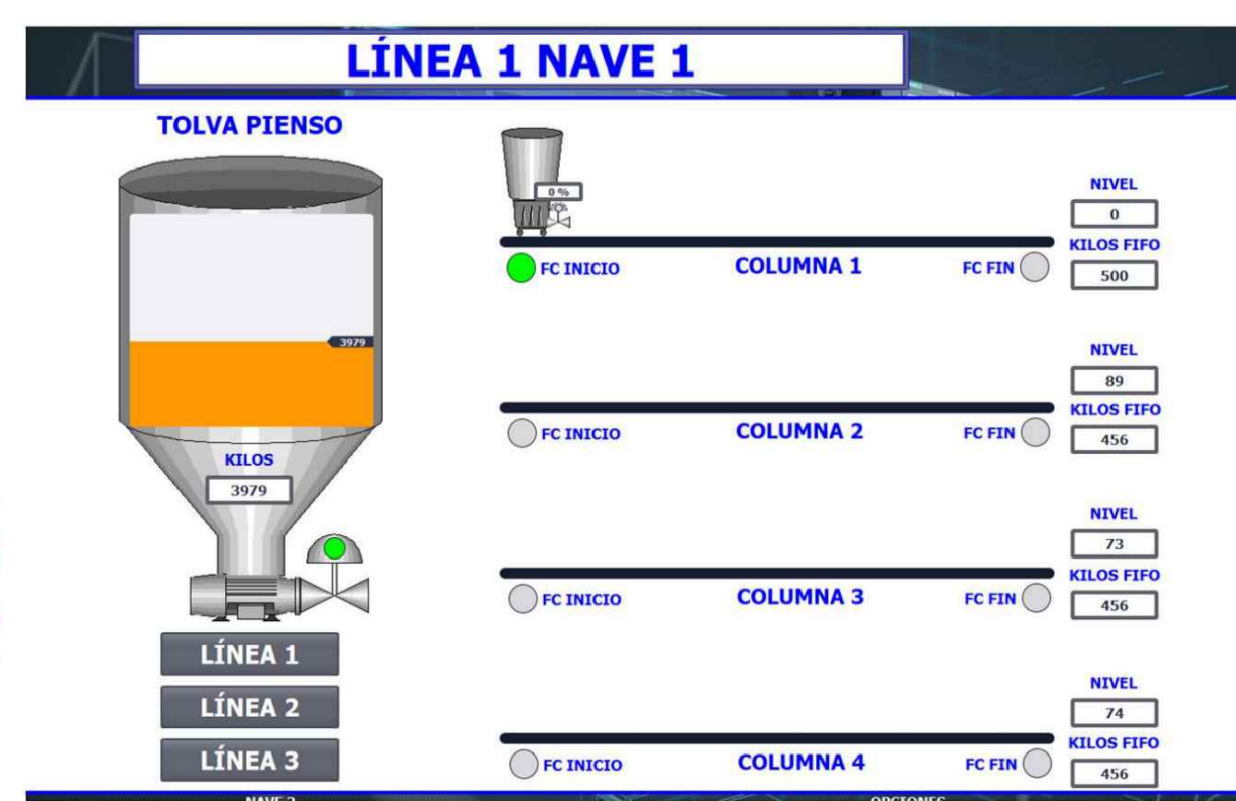 LÍNEA 1 NAVE 1
TOLVA PIENSO
3979
KILOS
3979
LÍNEA 1
LÍNEA 2
LÍNEA 3
0 %
FC INICIO
COLUMNA 1
FC FIN
NIVEL
0
KILOS FIFO
500
FC INICIO
COLUMNA 2
FC FIN
NIVEL
89
KILOS FIFO
456
FC INICIO
COLUMNA 3
FC FIN
NIVEL
73
KILOS FIFO
456
FC INICIO
COLUMNA 4
FC FIN
NIVEL
74
KILOS FIFO
456
OPCIONES